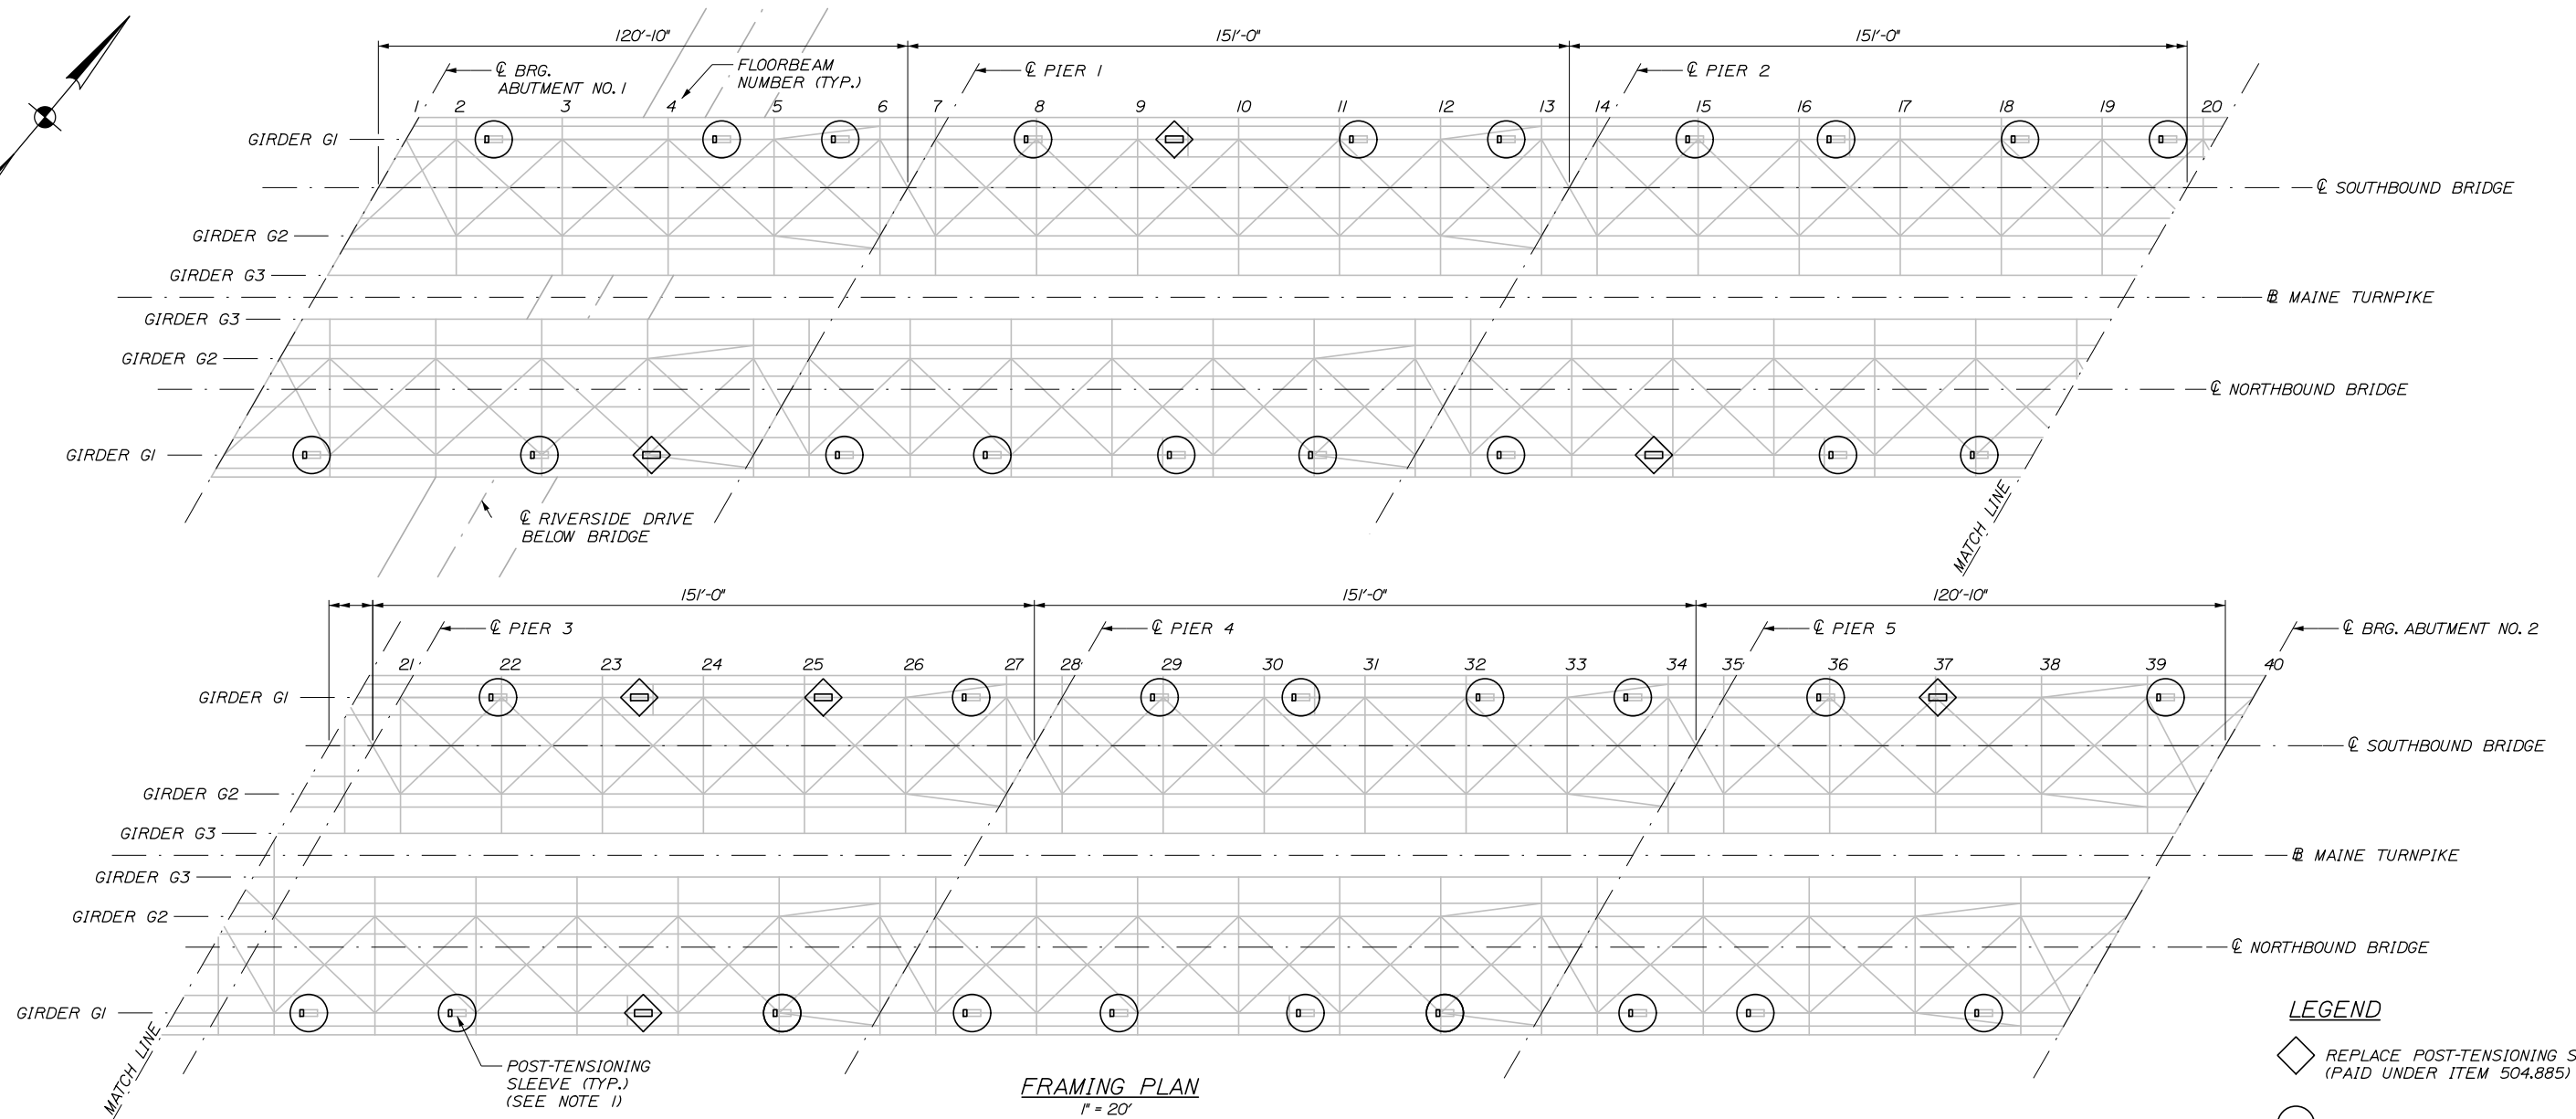 120'-10"
151'-0"
151'-0"
℄ BRG.
ABUTMENT NO. 1
FLOORBEAM
NUMBER (TYP.)
℄ PIER 1
℄ PIER 2
1 2 3 4 5 6 7 8 9 10 11 12 13 14 15 16 17 18 19 20
GIRDER G1
℄ SOUTHBOUND BRIDGE
GIRDER G2
GIRDER G3
℄ MAINE TURNPIKE
GIRDER G3
GIRDER G2
℄ NORTHBOUND BRIDGE
GIRDER G1
℄ RIVERSIDE DRIVE
BELOW BRIDGE
MATCH LINE
151'-0"
151'-0"
120'-10"
℄ PIER 3
℄ PIER 4
℄ PIER 5
℄ BRG. ABUTMENT NO. 2
21 22 23 24 25 26 27 28 29 30 31 32 33 34 35 36 37 38 39 40
GIRDER G1
℄ SOUTHBOUND BRIDGE
GIRDER G2
GIRDER G3
℄ MAINE TURNPIKE
GIRDER G3
GIRDER G2
℄ NORTHBOUND BRIDGE
GIRDER G1
MATCH LINE
POST-TENSIONING
SLEEVE (TYP.)
(SEE NOTE 1)
FRAMING PLAN
1" = 20'
LEGEND
REPLACE POST-TENSIONING S
(PAID UNDER ITEM 504.885)